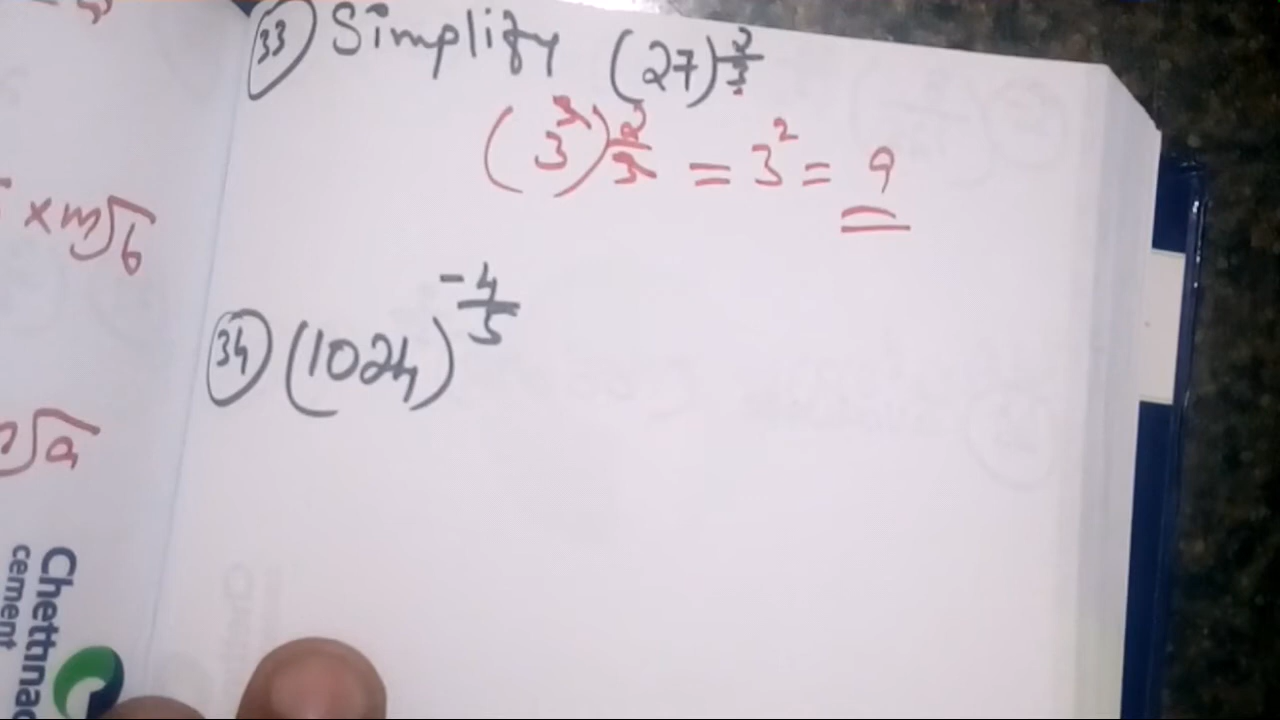 33 Simplify (27)^(2/3)
(3^3)^(2/3) = 3^2 = 9
34 (1024)^(-4/5)
× m√b
√a
Chettinad
cement